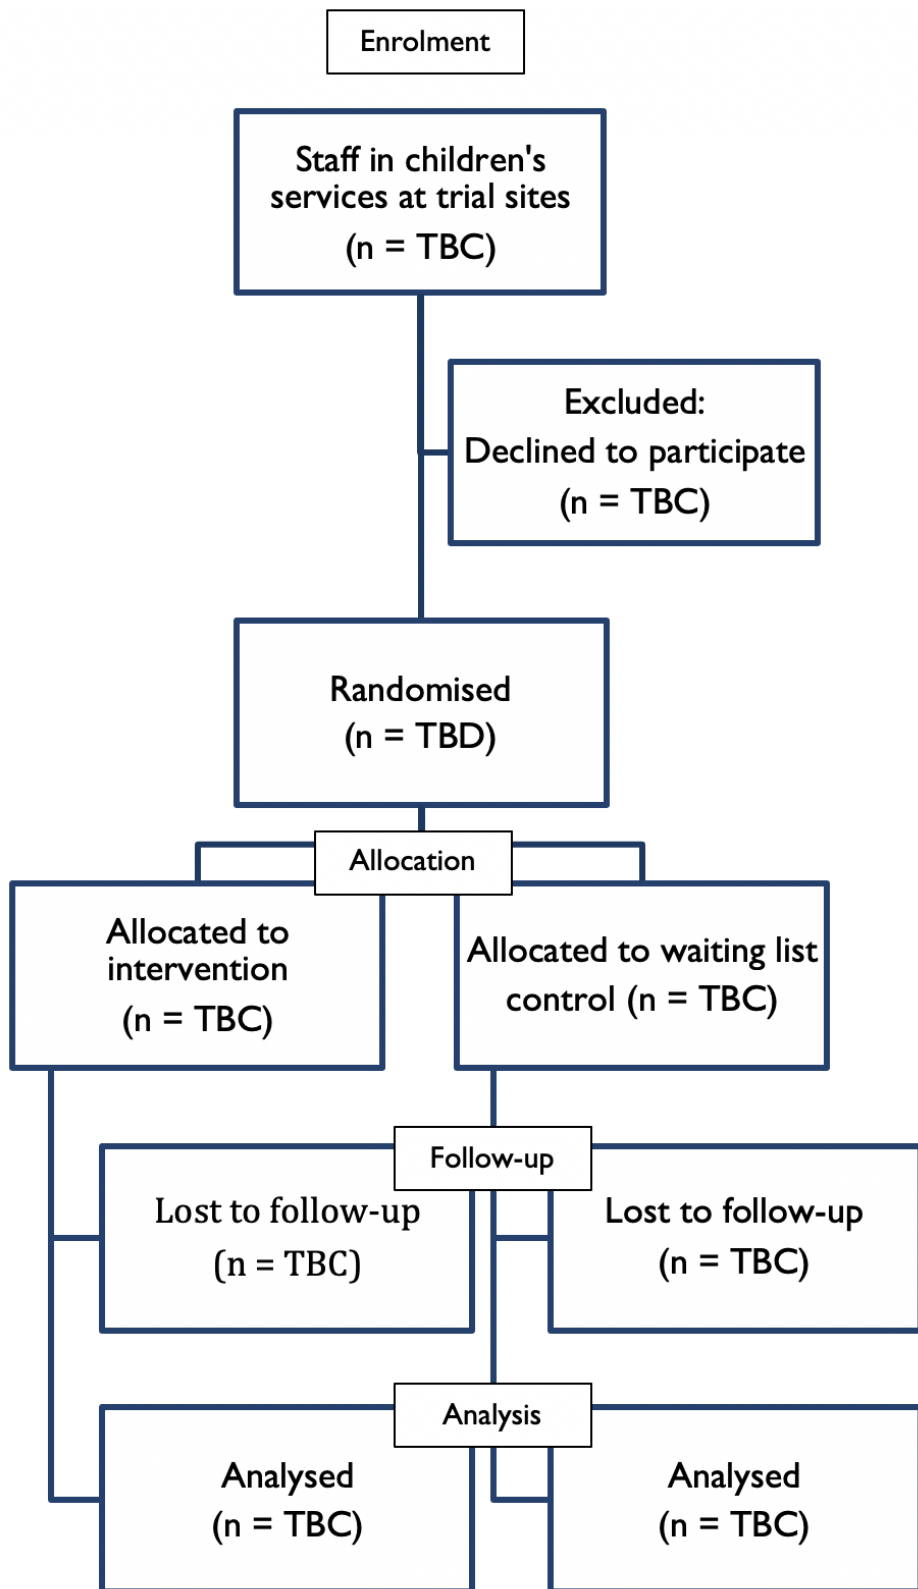 Enrolment
Staff in children's
services at trial sites
(n = TBC)
Excluded:
Declined to participate
(n = TBC)
Randomised
(n = TBD)
Allocation
Allocated to
intervention
(n = TBC)
Allocated to waiting list
control (n = TBC)
Follow-up
Lost to follow-up
(n = TBC)
Lost to follow-up
(n = TBC)
Analysis
Analysed
(n = TBC)
Analysed
(n = TBC)